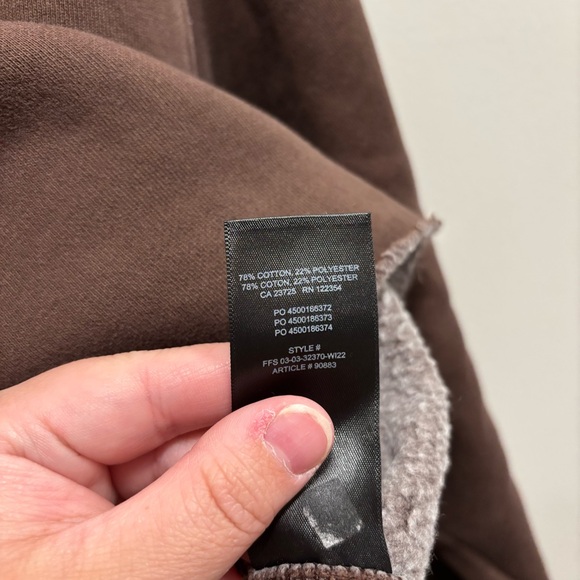 78% COTTON, 22% POLYESTER
78% COTON, 22% POLYESTER
CA 23725 RN 122354
PO 4500186372
PO 4500186373
PO 4500186374
STYLE #
FFS 03-03-32370-WI22
ARTICLE # 90883